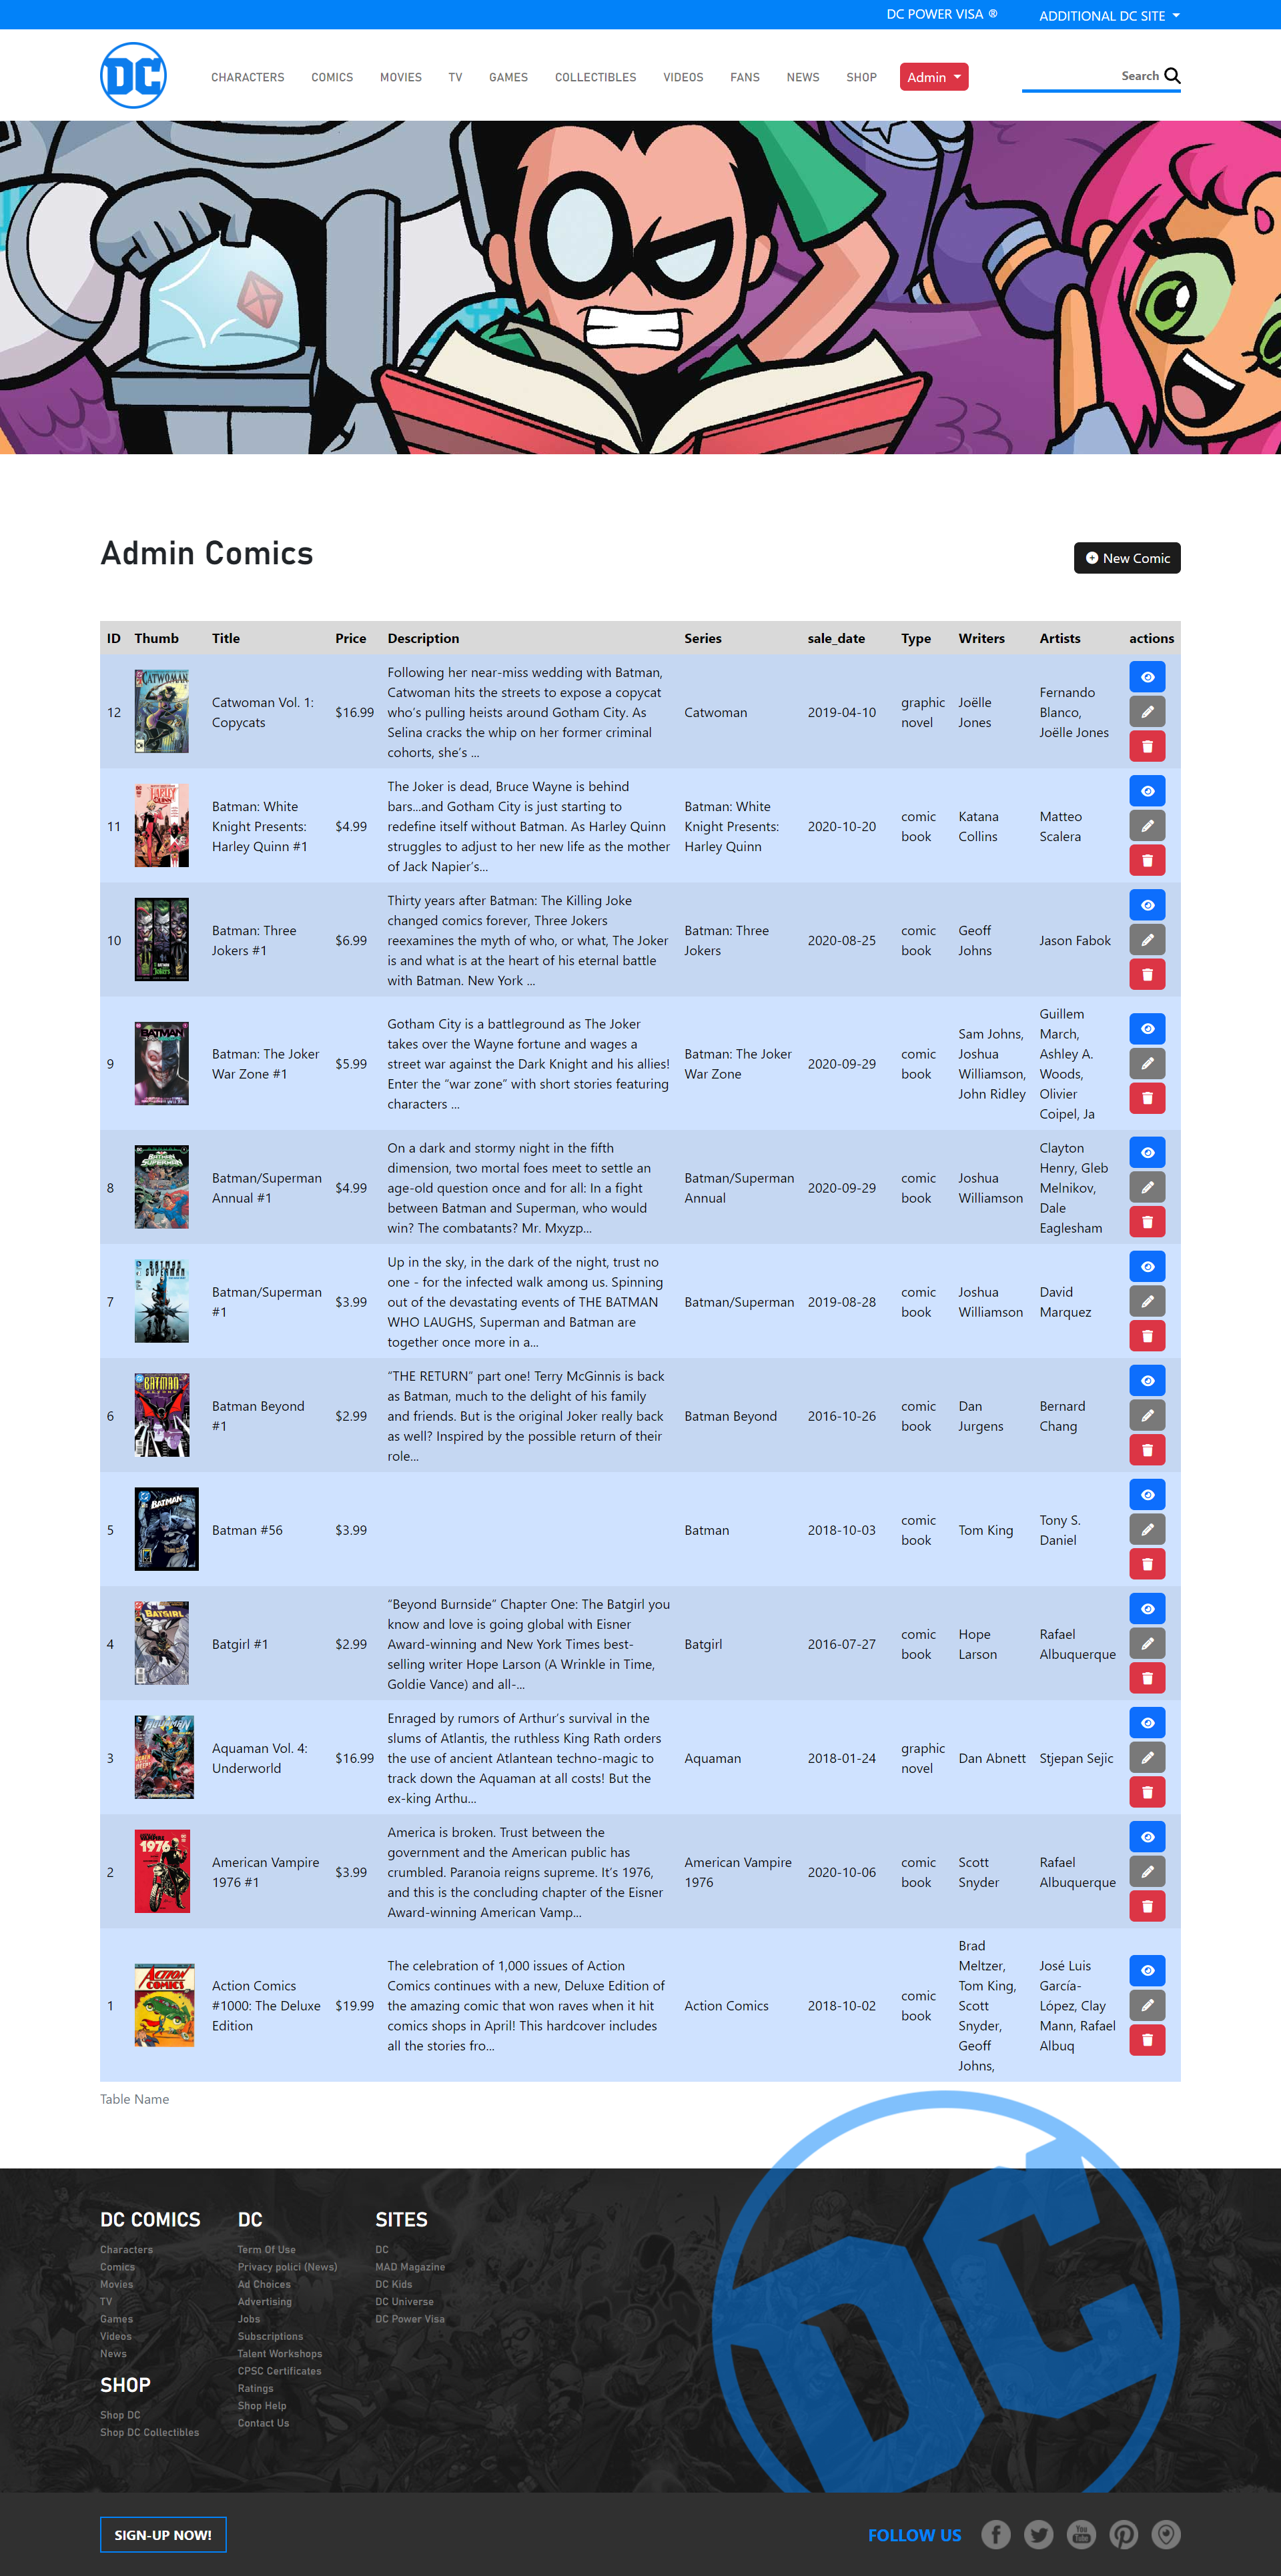 DC POWER VISA ®
ADDITIONAL DC SITE
DC
CHARACTERS
COMICS
MOVIES
TV
GAMES
COLLECTIBLES
VIDEOS
FANS
NEWS
SHOP
Admin
Search
Admin Comics
New Comic
ID Thumb Title Price Description Series sale_date Type Writers Artists actions
12
CATWOMAN
Catwoman Vol. 1:
Copycats
$16.99
Following her near-miss wedding with Batman,
Catwoman hits the streets to expose a copycat
who’s pulling heists around Gotham City. As
Selina cracks the whip on her former criminal
cohorts, she’s ...
Catwoman
2019-04-10
graphic
novel
Joëlle
Jones
Fernando
Blanco,
Joëlle Jones
11
Batman: White
Knight Presents:
Harley Quinn #1
$4.99
The Joker is dead, Bruce Wayne is behind
bars...and Gotham City is just starting to
redefine itself without Batman. As Harley Quinn
struggles to adjust to her new life as the mother
of Jack Napier’s...
Batman: White
Knight Presents:
Harley Quinn
2020-10-20
comic
book
Katana
Collins
Matteo
Scalera
10
Batman: Three
Jokers #1
$6.99
Thirty years after Batman: The Killing Joke
changed comics forever, Three Jokers
reexamines the myth of who, or what, The Joker
is and what is at the heart of his eternal battle
with Batman. New York ...
Batman: Three
Jokers
2020-08-25
comic
book
Geoff
Johns
Jason Fabok
9
BATMAN
Batman: The Joker
War Zone #1
$5.99
Gotham City is a battleground as The Joker
takes over the Wayne fortune and wages a
street war against the Dark Knight and his allies!
Enter the “war zone” with short stories featuring
characters ...
Batman: The Joker
War Zone
2020-09-29
comic
book
Sam Johns,
Joshua
Williamson,
John Ridley
Guillem
March,
Ashley A.
Woods,
Olivier
Coipel, Ja
8
BATMAN
SUPERMAN
Batman/Superman
Annual #1
$4.99
On a dark and stormy night in the fifth
dimension, two mortal foes meet to settle an
age-old question once and for all: In a fight
between Batman and Superman, who would
win? The combatants? Mr. Mxyzp...
Batman/Superman
Annual
2020-09-29
comic
book
Joshua
Williamson
Clayton
Henry, Gleb
Melnikov,
Dale
Eaglesham
7
BATMAN
SUPERMAN
Batman/Superman
#1
$3.99
Up in the sky, in the dark of the night, trust no
one - for the infected walk among us. Spinning
out of the devastating events of THE BATMAN
WHO LAUGHS, Superman and Batman are
together once more in a...
Batman/Superman
2019-08-28
comic
book
Joshua
Williamson
David
Marquez
6
BATMAN
BEYOND
Batman Beyond
#1
$2.99
“THE RETURN” part one! Terry McGinnis is back
as Batman, much to the delight of his family
and friends. But is the original Joker really back
as well? Inspired by the possible return of their
role...
Batman Beyond
2016-10-26
comic
book
Dan
Jurgens
Bernard
Chang
5
BATMAN
Batman #56
$3.99
Batman
2018-10-03
comic
book
Tom King
Tony S.
Daniel
4
BATGIRL
Batgirl #1
$2.99
“Beyond Burnside” Chapter One: The Batgirl you
know and love is going global with Eisner
Award-winning and New York Times best-
selling writer Hope Larson (A Wrinkle in Time,
Goldie Vance) and all-...
Batgirl
2016-07-27
comic
book
Hope
Larson
Rafael
Albuquerque
3
Aquaman Vol. 4:
Underworld
$16.99
Enraged by rumors of Arthur’s survival in the
slums of Atlantis, the ruthless King Rath orders
the use of ancient Atlantean techno-magic to
track down the Aquaman at all costs! But the
ex-king Arthu...
Aquaman
2018-01-24
graphic
novel
Dan Abnett
Stjepan Sejic
2
1976
American Vampire
1976 #1
$3.99
America is broken. Trust between the
government and the American public has
crumbled. Paranoia reigns supreme. It’s 1976,
and this is the concluding chapter of the Eisner
Award-winning American Vamp...
American Vampire
1976
2020-10-06
comic
book
Scott
Snyder
Rafael
Albuquerque
1
ACTION
COMICS
Action Comics
#1000: The Deluxe
Edition
$19.99
The celebration of 1,000 issues of Action
Comics continues with a new, Deluxe Edition of
the amazing comic that won raves when it hit
comics shops in April! This hardcover includes
all the stories fro...
Action Comics
2018-10-02
comic
book
Brad
Meltzer,
Tom King,
Scott
Snyder,
Geoff
Johns,
José Luis
García-
López, Clay
Mann, Rafael
Albuq
Table Name
DC COMICS
Characters
Comics
Movies
TV
Games
Videos
News
SHOP
Shop DC
Shop DC Collectibles
DC
Term Of Use
Privacy polici (News)
Ad Choices
Advertising
Jobs
Subscriptions
Talent Workshops
CPSC Certificates
Ratings
Shop Help
Contact Us
SITES
DC
MAD Magazine
DC Kids
DC Universe
DC Power Visa
DC
SIGN-UP NOW!
FOLLOW US
You
Tube